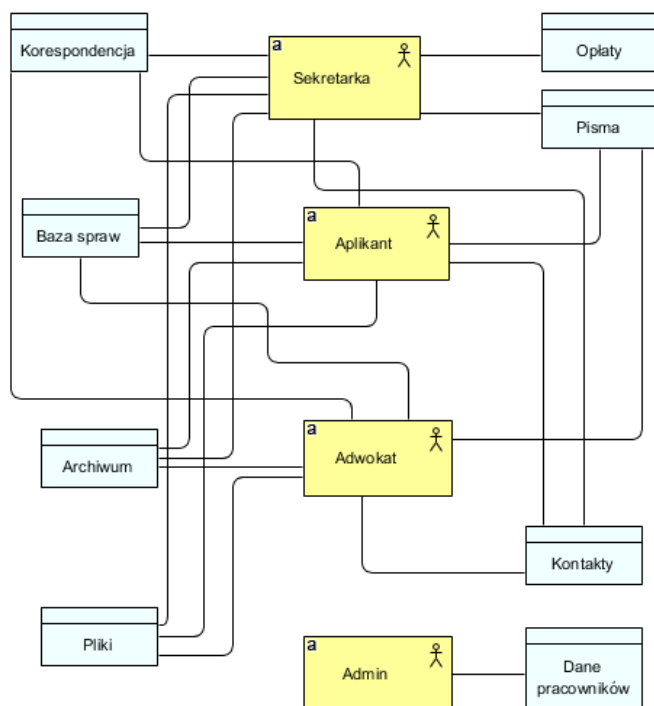 Korespondencja
a
Sekretarka
Opłaty
Pisma
Baza spraw
a
Aplikant
Archiwum
a
Adwokat
Kontakty
Pliki
a
Admin
Dane
pracowników